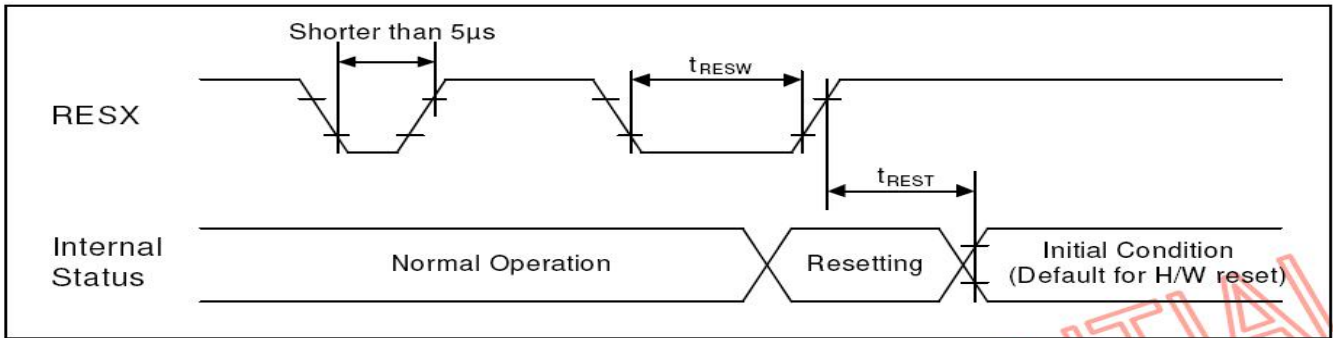 Shorter than 5µs
tRESW
RESX
tREST
Internal
Status
Normal Operation
Resetting
Initial Condition
(Default for H/W reset)